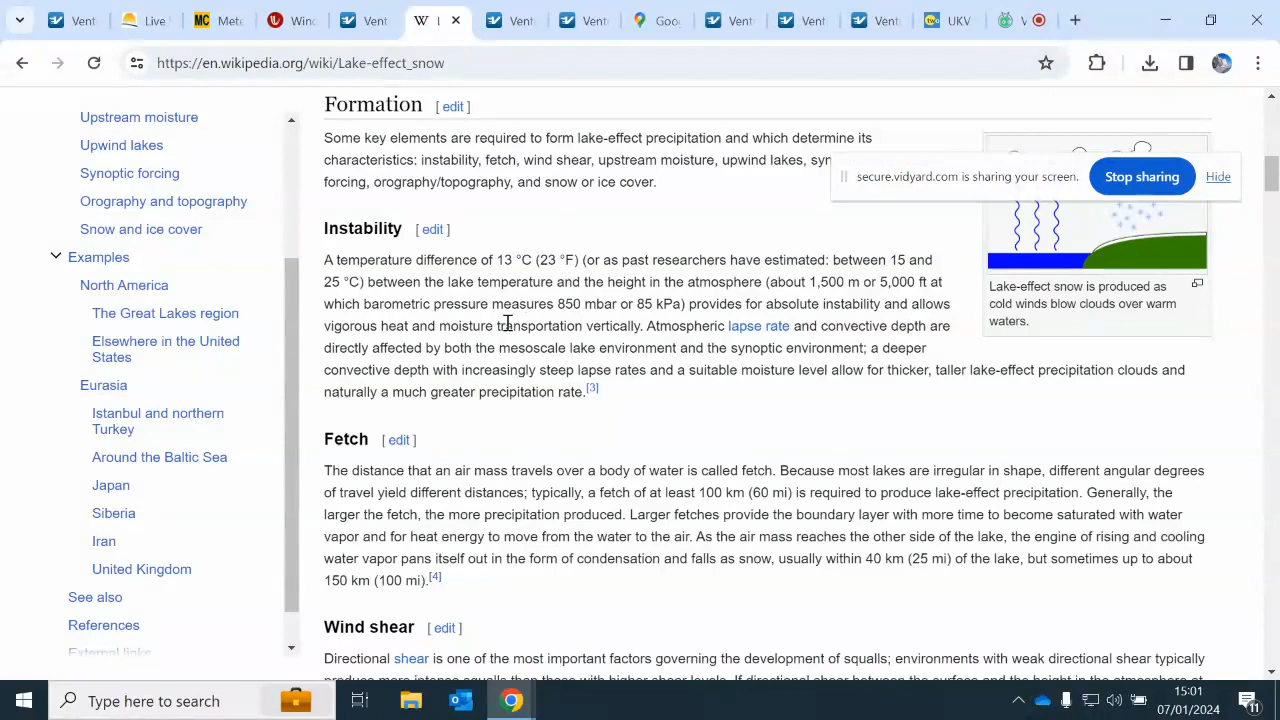 Vent
Live
MC
Mete
Wind
Vent
W
L
Vent
Vent
Goo
Vent
Vent
Vent
two
UKV
V
https://en.wikipedia.org/wiki/Lake-effect_snow
Upstream moisture
Upwind lakes
Synoptic forcing
Orography and topography
Snow and ice cover
Examples
North America
The Great Lakes region
Elsewhere in the United
States
Eurasia
Istanbul and northern
Turkey
Around the Baltic Sea
Japan
Siberia
Iran
United Kingdom
See also
References
External links
Formation [ edit ]
Some key elements are required to form lake-effect precipitation and which determine its
characteristics: instability, fetch, wind shear, upstream moisture, upwind lakes, syn
forcing, orography/topography, and snow or ice cover.
secure.vidyard.com is sharing your screen.
Stop sharing
Hide
Instability [ edit ]
A temperature difference of 13 °C (23 °F) (or as past researchers have estimated: between 15 and
25 °C) between the lake temperature and the height in the atmosphere (about 1,500 m or 5,000 ft at
which barometric pressure measures 850 mbar or 85 kPa) provides for absolute instability and allows
vigorous heat and moisture transportation vertically. Atmospheric lapse rate and convective depth are
directly affected by both the mesoscale lake environment and the synoptic environment; a deeper
convective depth with increasingly steep lapse rates and a suitable moisture level allow for thicker, taller lake-effect precipitation clouds and
naturally a much greater precipitation rate.[3]
Lake-effect snow is produced as
cold winds blow clouds over warm
waters.
Fetch [ edit ]
The distance that an air mass travels over a body of water is called fetch. Because most lakes are irregular in shape, different angular degrees
of travel yield different distances; typically, a fetch of at least 100 km (60 mi) is required to produce lake-effect precipitation. Generally, the
larger the fetch, the more precipitation produced. Larger fetches provide the boundary layer with more time to become saturated with water
vapor and for heat energy to move from the water to the air. As the air mass reaches the other side of the lake, the engine of rising and cooling
water vapor pans itself out in the form of condensation and falls as snow, usually within 40 km (25 mi) of the lake, but sometimes up to about
150 km (100 mi).[4]
Wind shear [ edit ]
Directional shear is one of the most important factors governing the development of squalls; environments with weak directional shear typically
Type here to search
15:01
07/01/2024
11